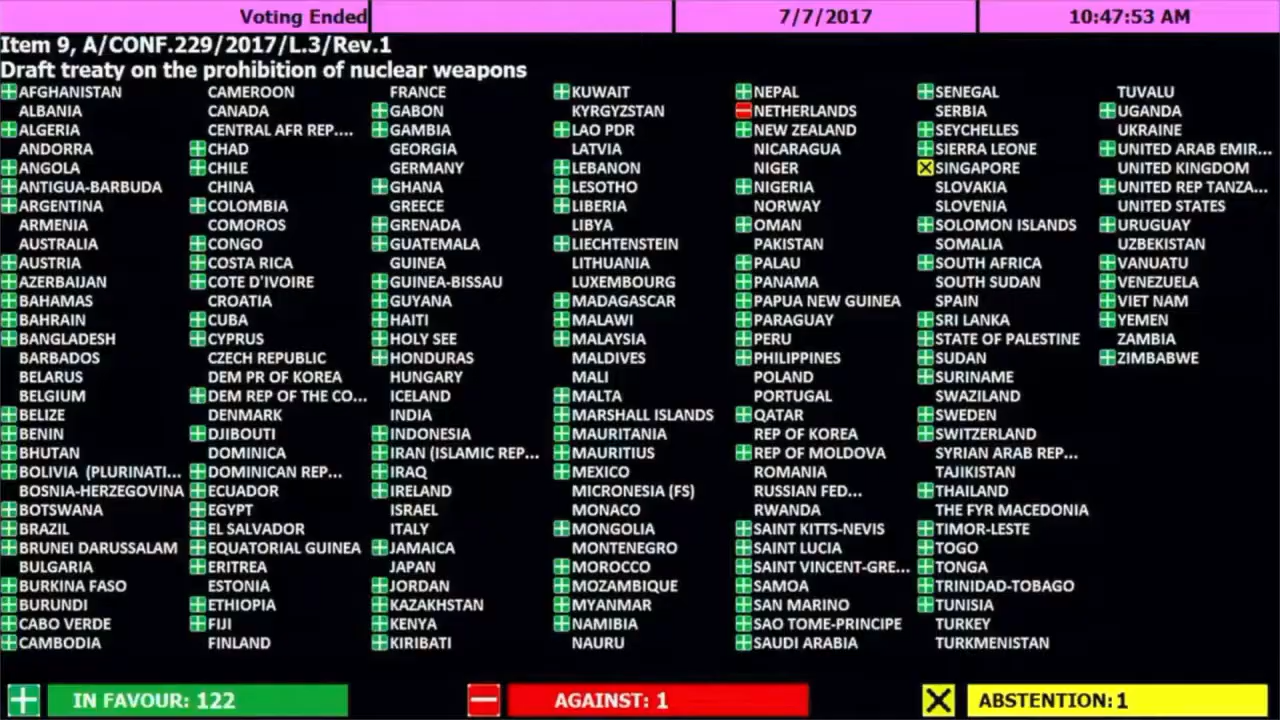 Voting Ended 7/7/2017 10:47:53 AM
Item 9, A/CONF.229/2017/L.3/Rev.1
Draft treaty on the prohibition of nuclear weapons
AFGHANISTAN
ALBANIA
ALGERIA
ANDORRA
ANGOLA
ANTIGUA-BARBUDA
ARGENTINA
ARMENIA
AUSTRALIA
AUSTRIA
AZERBAIJAN
BAHAMAS
BAHRAIN
BANGLADESH
BARBADOS
BELARUS
BELGIUM
BELIZE
BENIN
BHUTAN
BOLIVIA (PLURINATI...
BOSNIA-HERZEGOVINA
BOTSWANA
BRAZIL
BRUNEI DARUSSALAM
BULGARIA
BURKINA FASO
BURUNDI
CABO VERDE
CAMBODIA
CAMEROON
CANADA
CENTRAL AFR REP....
CHAD
CHILE
CHINA
COLOMBIA
COMOROS
CONGO
COSTA RICA
COTE D'IVOIRE
CROATIA
CUBA
CYPRUS
CZECH REPUBLIC
DEM PR OF KOREA
DEM REP OF THE CO...
DENMARK
DJIBOUTI
DOMINICA
DOMINICAN REP...
ECUADOR
EGYPT
EL SALVADOR
EQUATORIAL GUINEA
ERITREA
ESTONIA
ETHIOPIA
FIJI
FINLAND
FRANCE
GABON
GAMBIA
GEORGIA
GERMANY
GHANA
GREECE
GRENADA
GUATEMALA
GUINEA
GUINEA-BISSAU
GUYANA
HAITI
HOLY SEE
HONDURAS
HUNGARY
ICELAND
INDIA
INDONESIA
IRAN (ISLAMIC REP...
IRAQ
IRELAND
ISRAEL
ITALY
JAMAICA
JAPAN
JORDAN
KAZAKHSTAN
KENYA
KIRIBATI
KUWAIT
KYRGYZSTAN
LAO PDR
LATVIA
LEBANON
LESOTHO
LIBERIA
LIBYA
LIECHTENSTEIN
LITHUANIA
LUXEMBOURG
MADAGASCAR
MALAWI
MALAYSIA
MALDIVES
MALI
MALTA
MARSHALL ISLANDS
MAURITANIA
MAURITIUS
MEXICO
MICRONESIA (FS)
MONACO
MONGOLIA
MONTENEGRO
MOROCCO
MOZAMBIQUE
MYANMAR
NAMIBIA
NAURU
NEPAL
NETHERLANDS
NEW ZEALAND
NICARAGUA
NIGER
NIGERIA
NORWAY
OMAN
PAKISTAN
PALAU
PANAMA
PAPUA NEW GUINEA
PARAGUAY
PERU
PHILIPPINES
POLAND
PORTUGAL
QATAR
REP OF KOREA
REP OF MOLDOVA
ROMANIA
RUSSIAN FED...
RWANDA
SAINT KITTS-NEVIS
SAINT LUCIA
SAINT VINCENT-GRE...
SAMOA
SAN MARINO
SAO TOME-PRINCIPE
SAUDI ARABIA
SENEGAL
SERBIA
SEYCHELLES
SIERRA LEONE
SINGAPORE
SLOVAKIA
SLOVENIA
SOLOMON ISLANDS
SOMALIA
SOUTH AFRICA
SOUTH SUDAN
SPAIN
SRI LANKA
STATE OF PALESTINE
SUDAN
SURINAME
SWAZILAND
SWEDEN
SWITZERLAND
SYRIAN ARAB REP...
TAJIKISTAN
THAILAND
THE FYR MACEDONIA
TIMOR-LESTE
TOGO
TONGA
TRINIDAD-TOBAGO
TUNISIA
TURKEY
TURKMENISTAN
TUVALU
UGANDA
UKRAINE
UNITED ARAB EMIR...
UNITED KINGDOM
UNITED REP TANZA...
UNITED STATES
URUGUAY
UZBEKISTAN
VANUATU
VENEZUELA
VIET NAM
YEMEN
ZAMBIA
ZIMBABWE
IN FAVOUR: 122
AGAINST: 1
ABSTENTION: 1